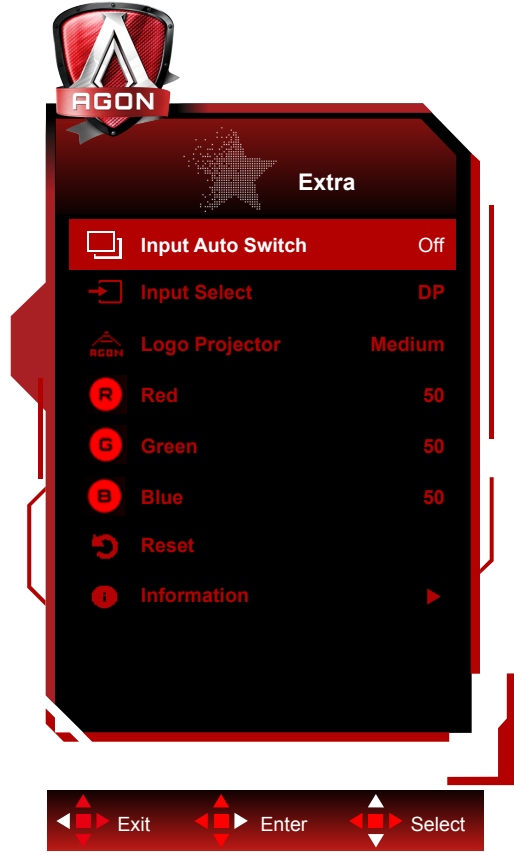 AGON
Extra
Input Auto Switch Off
Input Select DP
AGON Logo Projector Medium
R Red 50
G Green 50
B Blue 50
Reset
i Information
Exit Enter Select